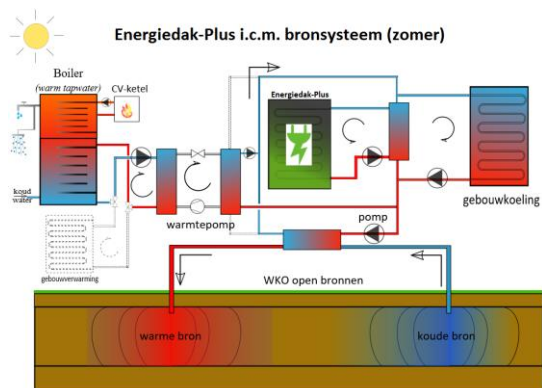 Energiedak-Plus i.c.m. bronsysteem (zomer)
Boiler
(warm tapwater)
CV-ketel
Energiedak-Plus
koud
water
warmtepomp
gebouwkoeling
gebouwverwarming
pomp
WKO open bronnen
warme bron
koude bron